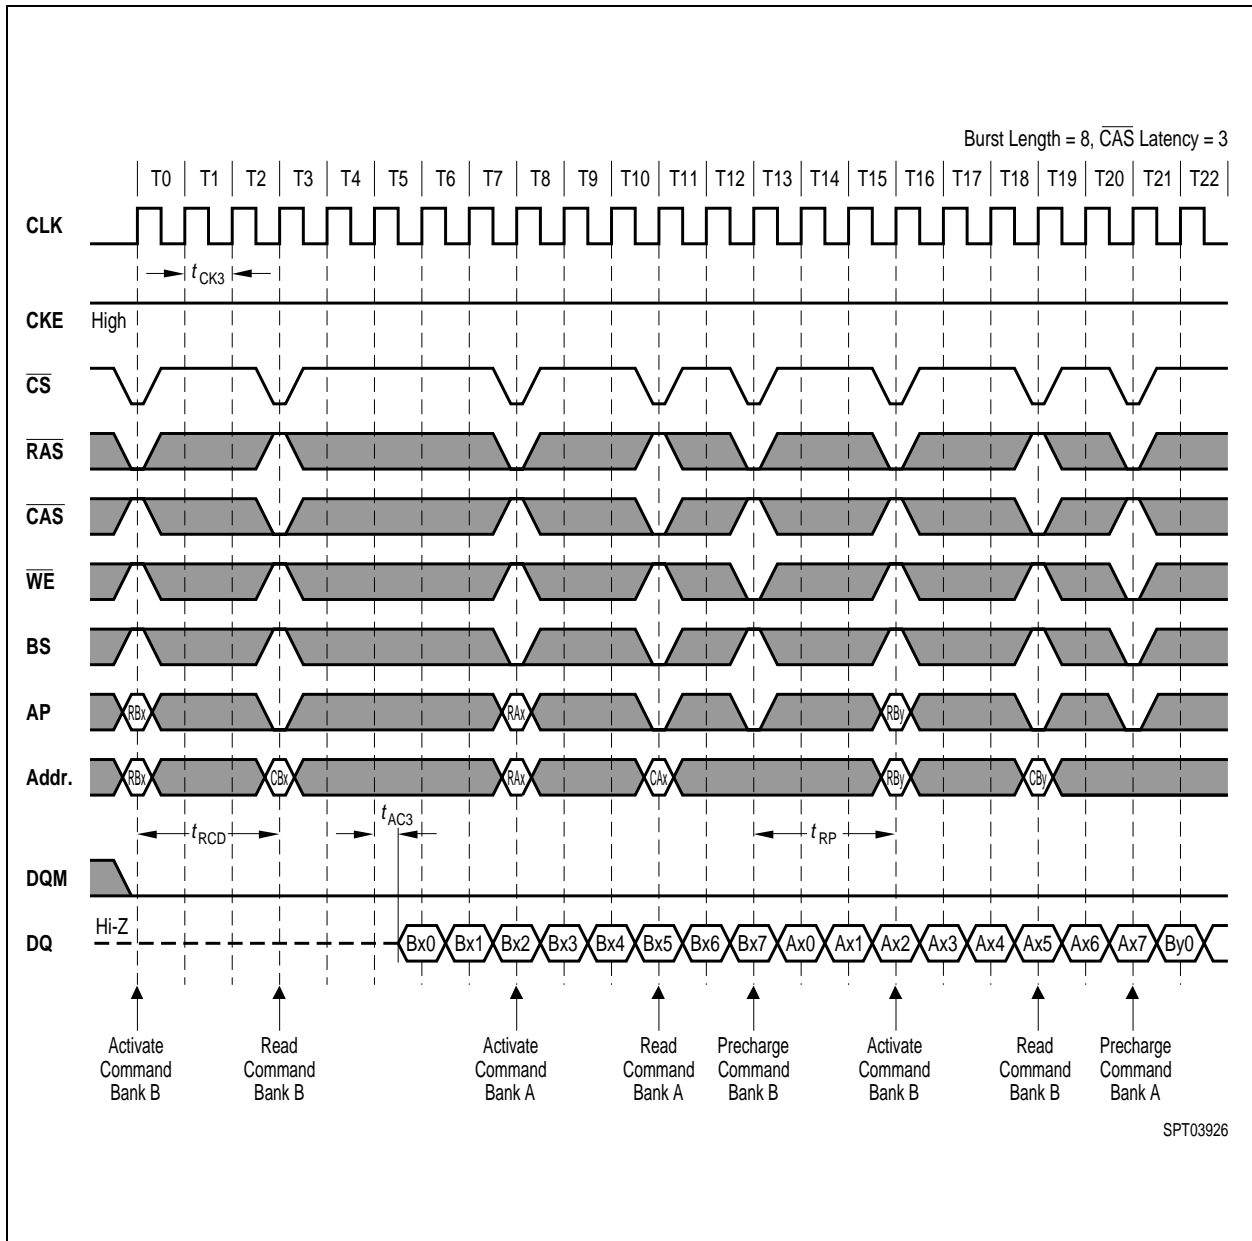 Burst Length = 8, CAS Latency = 3
T0 T1 T2 T3 T4 T5 T6 T7 T8 T9 T10 T11 T12 T13 T14 T15 T16 T17 T18 T19 T20 T21 T22
CLK
tCK3
CKE High
CS
RAS
CAS
WE
BS
AP RBx RAx RBy
Addr. RBx CBx RAx CAx RBy CBy
tRCD tAC3 tRP
DQM
Hi-Z
DQ Bx0 Bx1 Bx2 Bx3 Bx4 Bx5 Bx6 Bx7 Ax0 Ax1 Ax2 Ax3 Ax4 Ax5 Ax6 Ax7 By0
Activate Command Bank B
Read Command Bank B
Activate Command Bank A
Read Command Bank A
Precharge Command Bank B
Activate Command Bank B
Read Command Bank B
Precharge Command Bank A
SPT03926